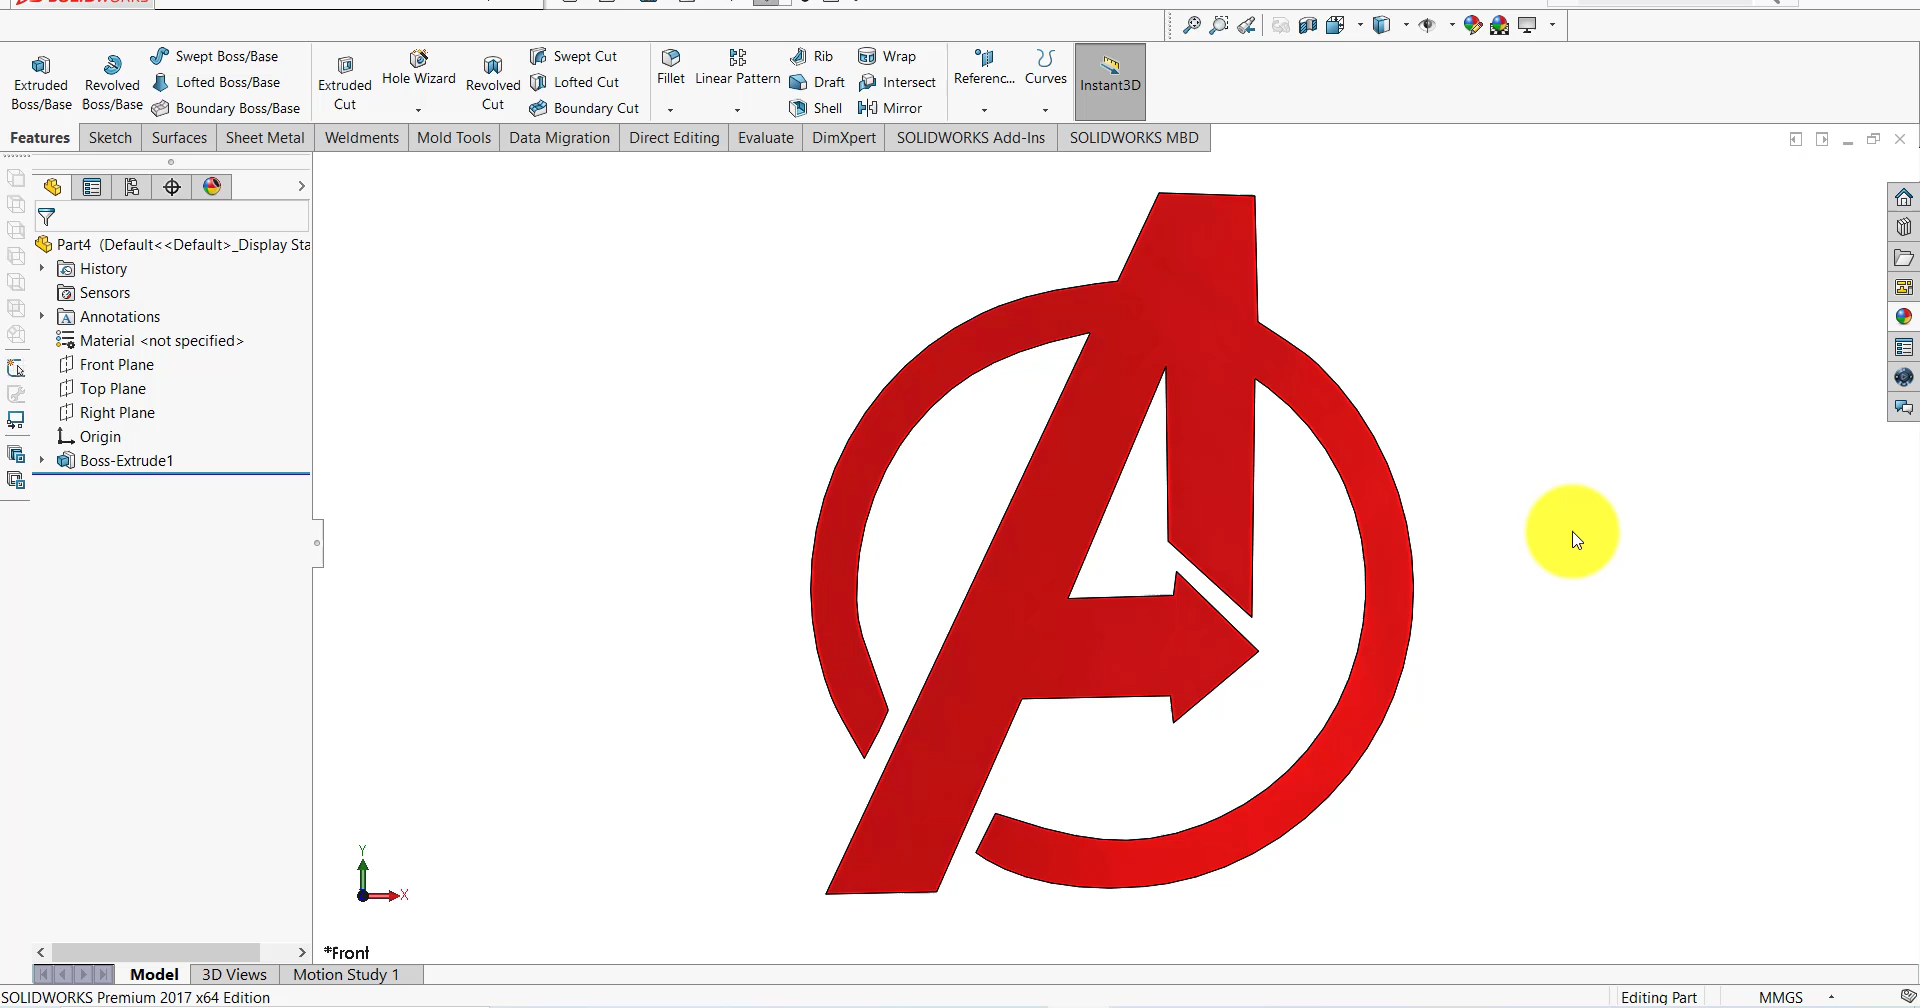 SOLIDWORKS
Extruded Boss/Base
Revolved Boss/Base
Swept Boss/Base
Lofted Boss/Base
Boundary Boss/Base
Extruded Cut
Hole Wizard
Revolved Cut
Swept Cut
Lofted Cut
Boundary Cut
Fillet
Linear Pattern
Rib
Draft
Shell
Wrap
Intersect
Mirror
Referenc...
Curves
Instant3D
Features
Sketch
Surfaces
Sheet Metal
Weldments
Mold Tools
Data Migration
Direct Editing
Evaluate
DimXpert
SOLIDWORKS Add-Ins
SOLIDWORKS MBD
Part4 (Default<<Default>_Display Sta
History
Sensors
Annotations
Material <not specified>
Front Plane
Top Plane
Right Plane
Origin
Boss-Extrude1
Y
X
*Front
Model
3D Views
Motion Study 1
SOLIDWORKS Premium 2017 x64 Edition
Editing Part
MMGS